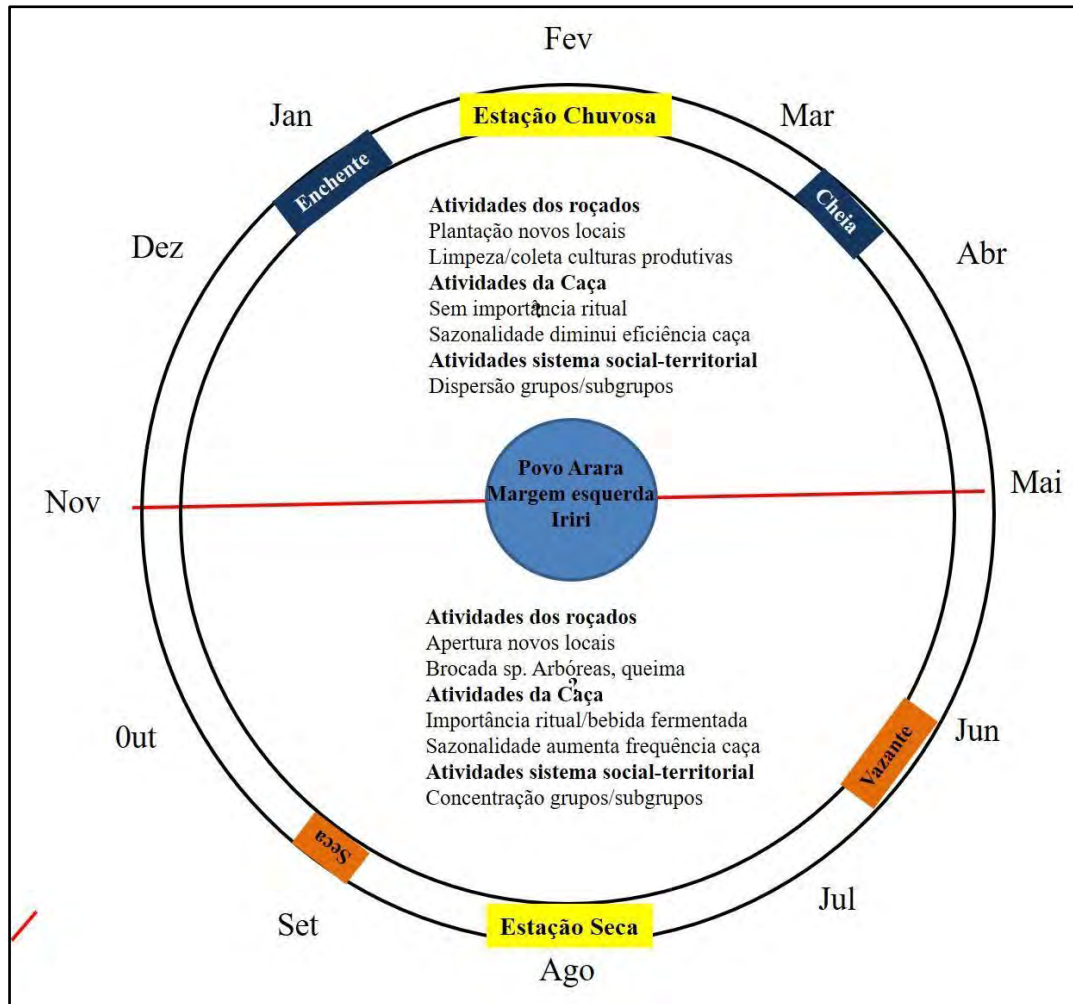 Fev
Jan
Estação Chuvosa
Mar
Enchente
Cheia
Dez
Abr
Atividades dos roçados
Plantação novos locais
Limpeza/coleta culturas produtivas
Atividades da Caça
Sem importância ritual
?
Sazonalidade diminui eficiência caça
Atividades sistema social-territorial
Dispersão grupos/subgrupos
Nov
Povo Arara
Margem esquerda
Iriri
Mai
Atividades dos roçados
Apertura novos locais
Brocada sp. Arbóreas, queima
?
Atividades da Caça
Importância ritual/bebida fermentada
Sazonalidade aumenta frequência caça
Atividades sistema social-territorial
Concentração grupos/subgrupos
0ut
Jun
Vazante
Seca
Jul
Set
Estação Seca
Ago